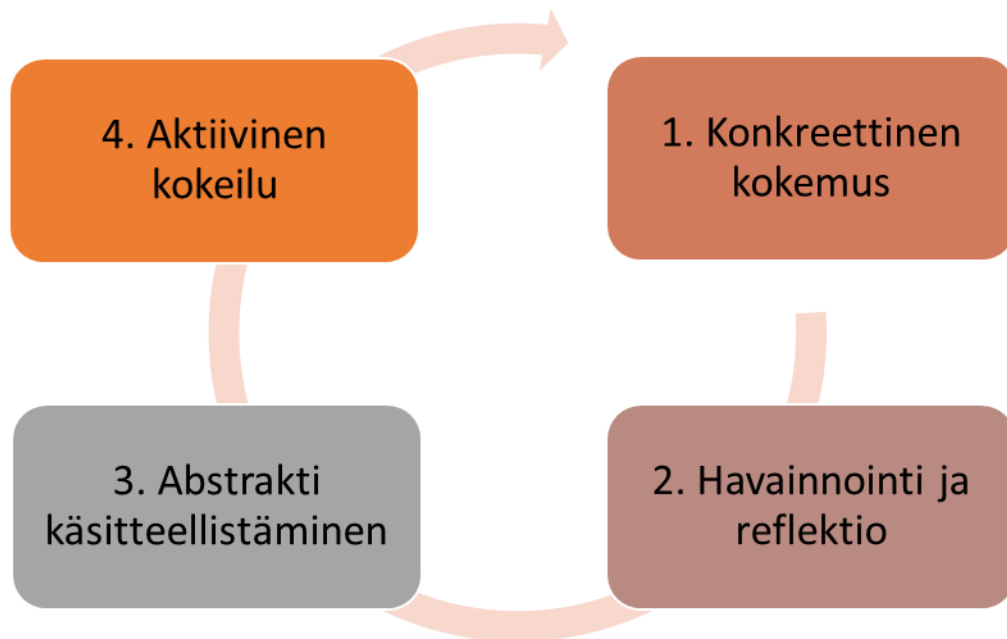 4. Aktiivinen
kokeilu
1. Konkreettinen
kokemus
3. Abstrakti
käsitteellistäminen
2. Havainnointi ja
reflektio